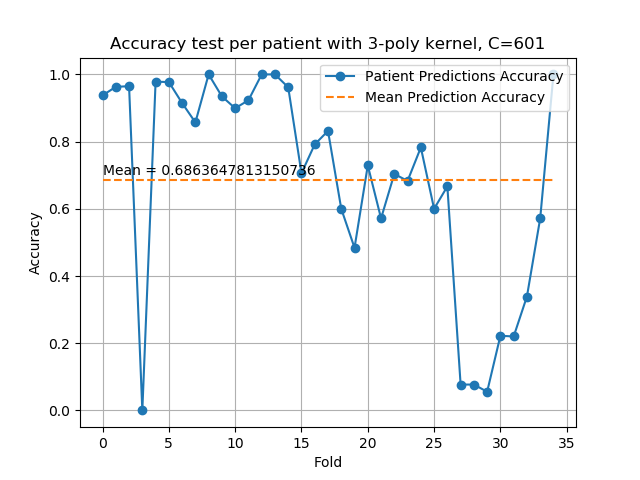 Accuracy test per patient with 3-poly kernel, C=601
Patient Predictions Accuracy
Mean Prediction Accuracy
Mean = 0.6863647813150736
Accuracy
1.0
0.8
0.6
0.4
0.2
0.0
0 5 10 15 20 25 30 35
Fold